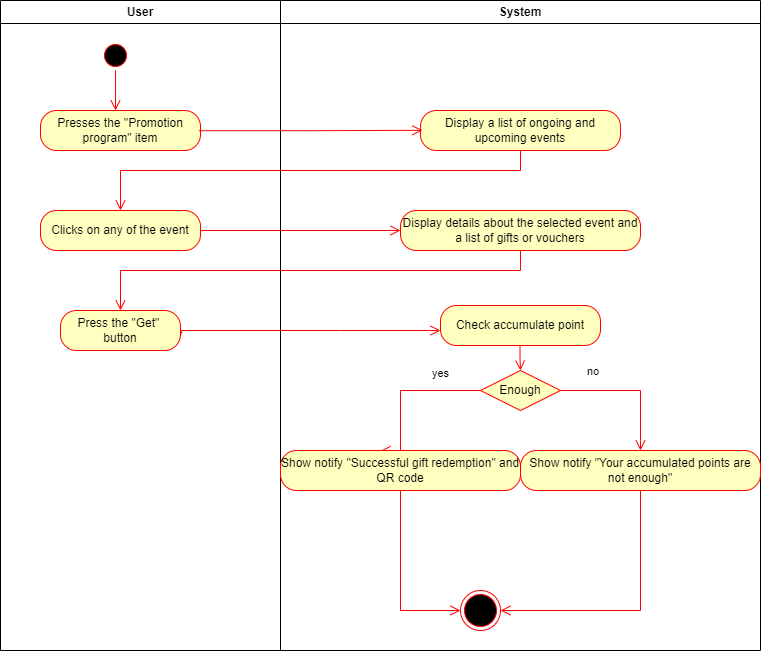 User
System
Presses the "Promotion
program" item
Display a list of ongoing and
upcoming events
Clicks on any of the event
Display details about the selected event and
a list of gifts or vouchers
Press the "Get"
button
Check accumulate point
yes
Enough
no
Show notify "Successful gift redemption" and
QR code
Show notify "Your accumulated points are
not enough"